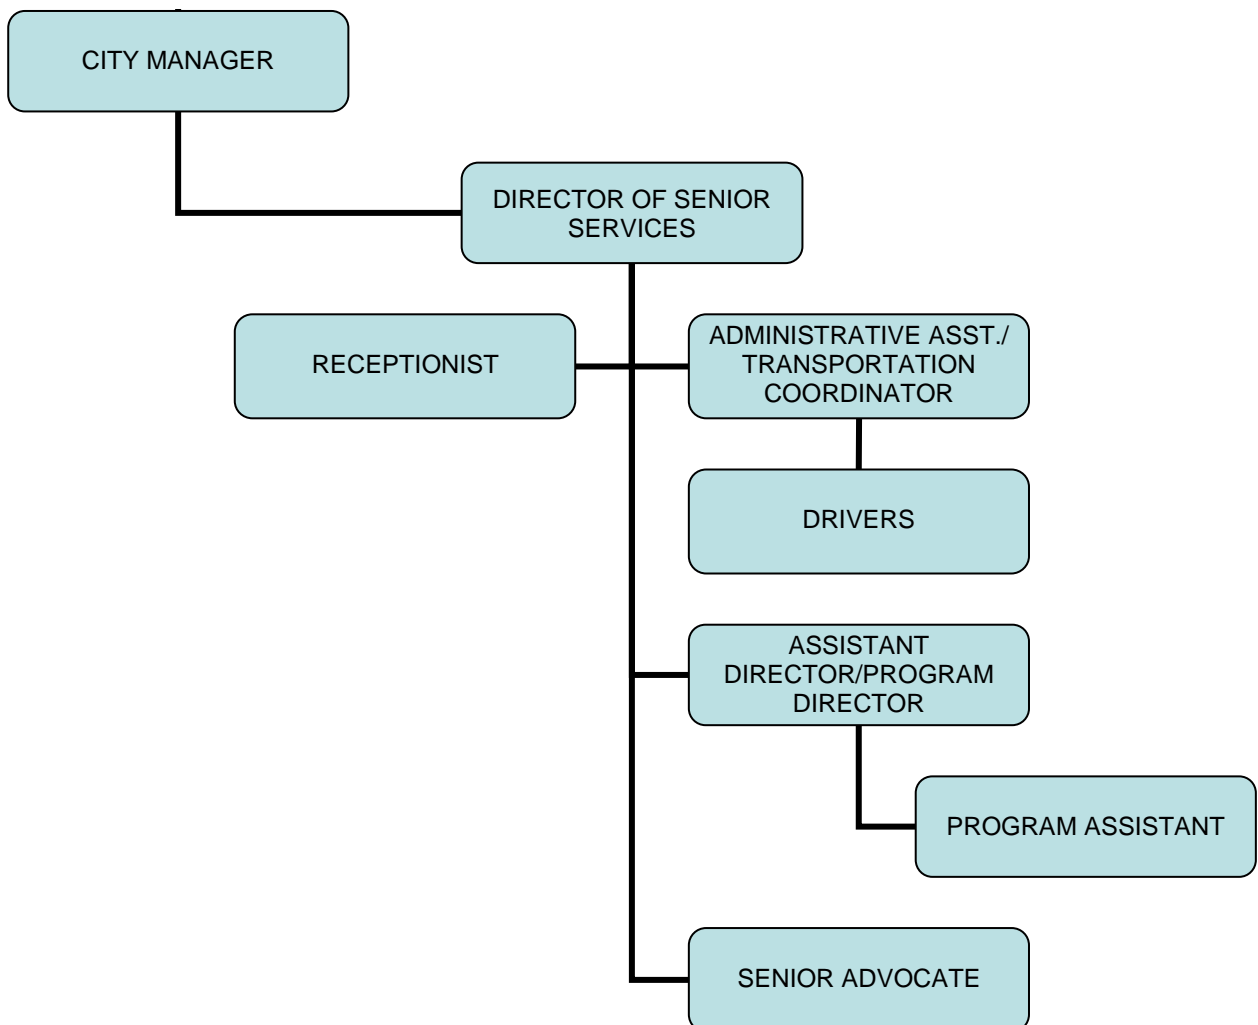 CITY MANAGER
DIRECTOR OF SENIOR
SERVICES
RECEPTIONIST
ADMINISTRATIVE ASST./
TRANSPORTATION
COORDINATOR
DRIVERS
ASSISTANT
DIRECTOR/PROGRAM
DIRECTOR
PROGRAM ASSISTANT
SENIOR ADVOCATE